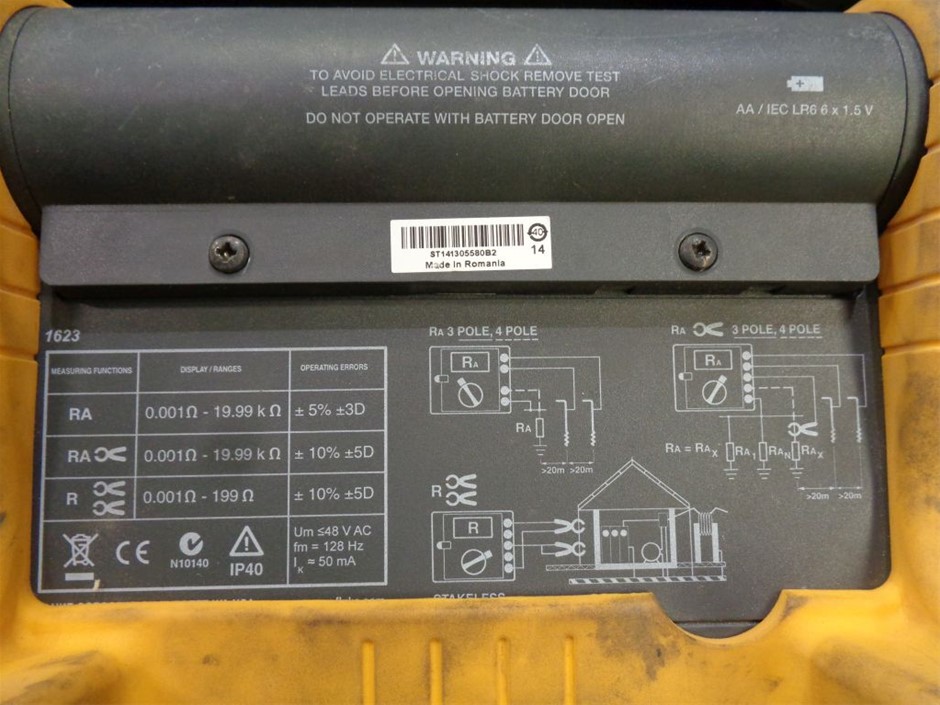 WARNING
TO AVOID ELECTRICAL SHOCK REMOVE TEST
LEADS BEFORE OPENING BATTERY DOOR
DO NOT OPERATE WITH BATTERY DOOR OPEN
+
AA / IEC LR6 6 x 1.5 V
40
ST141305580B2
14
Made in Romania
1623
MEASURING FUNCTIONS
DISPLAY / RANGES
OPERATING ERRORS
RA
0.001Ω - 19.99 k Ω
± 5% ±3D
RA
0.001Ω - 19.99 k Ω
± 10% ±5D
R
0.001Ω - 199 Ω
± 10% ±5D
CE
N10140
IP40
Um ≤48 V AC
fm = 128 Hz
IK ≈ 50 mA
RA 3 POLE, 4 POLE
RA
RA
>20m >20m
RA 3 POLE, 4 POLE
RA
RA = RAX RA1 RAN RAX
>20m >20m
R
R
STAKELESS